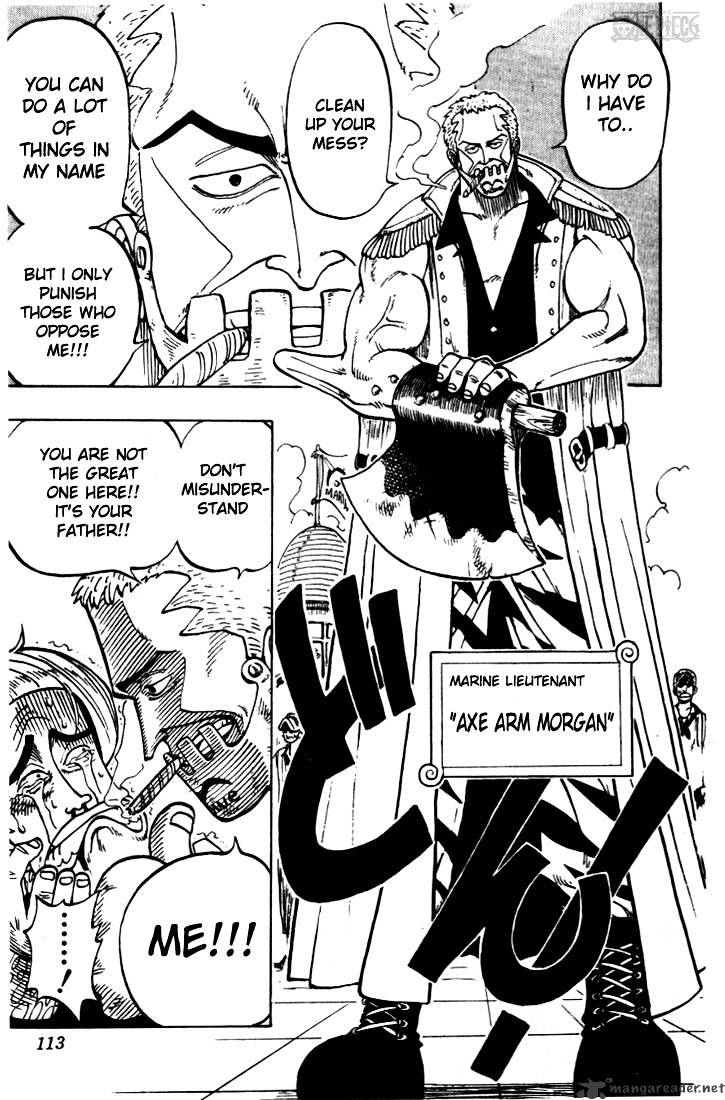 WHY DO
I HAVE
TO..
CLEAN
UP YOUR
MESS?
YOU CAN
DO A LOT
OF
THINGS IN
MY NAME
BUT I ONLY
PUNISH
THOSE WHO
OPPOSE
ME!!!
MARINE LIEUTENANT
"AXE ARM MORGAN"
DON'T
MISUNDER-
STAND
YOU ARE NOT
THE GREAT
ONE HERE!!
IT'S YOUR
FATHER!!
ME!!!
...!
113
mangareader.net